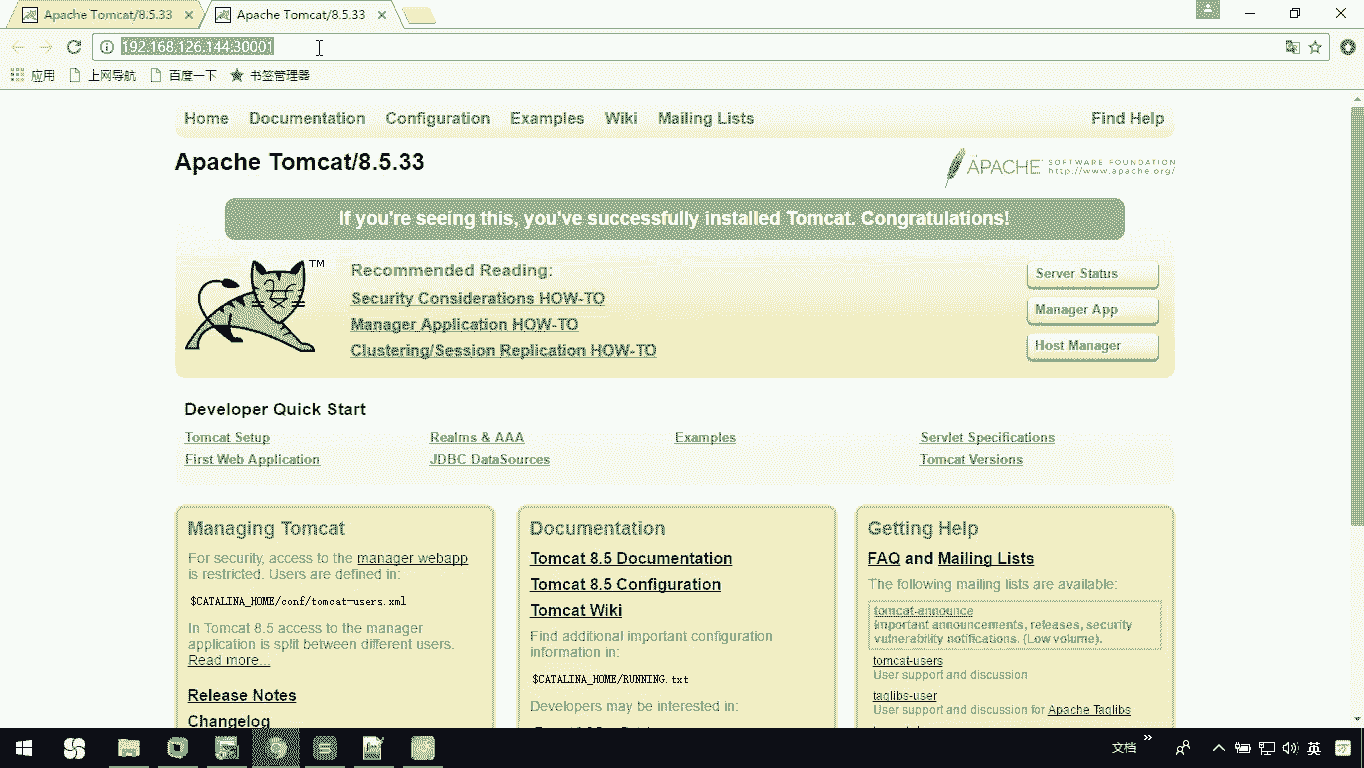 Apache Tomcat/8.5.33
Apache Tomcat/8.5.33
192.168.126.144:30001
应用 上网导航 百度一下 书签管理器
Home Documentation Configuration Examples Wiki Mailing Lists Find Help
Apache Tomcat/8.5.33
APACHE SOFTWARE FOUNDATION
http://www.apache.org/
If you're seeing this, you've successfully installed Tomcat. Congratulations!
TM
Recommended Reading:
Security Considerations HOW-TO
Manager Application HOW-TO
Clustering/Session Replication HOW-TO
Server Status
Manager App
Host Manager
Developer Quick Start
Tomcat Setup
First Web Application
Realms & AAA
JDBC DataSources
Examples
Servlet Specifications
Tomcat Versions
Managing Tomcat
For security, access to the manager webapp
is restricted. Users are defined in:
$CATALINA_HOME/conf/tomcat-users.xml
In Tomcat 8.5 access to the manager
application is split between different users.
Read more...
Release Notes
Changelog
Documentation
Tomcat 8.5 Documentation
Tomcat 8.5 Configuration
Tomcat Wiki
Find additional important configuration
information in:
$CATALINA_HOME/RUNNING.txt
Developers may be interested in:
Getting Help
FAQ and Mailing Lists
The following mailing lists are available:
tomcat-announce
Important announcements, releases, security
vulnerability notifications. (Low volume).
tomcat-users
User support and discussion
taglibs-user
User support and discussion for Apache Taglibs
文档
英